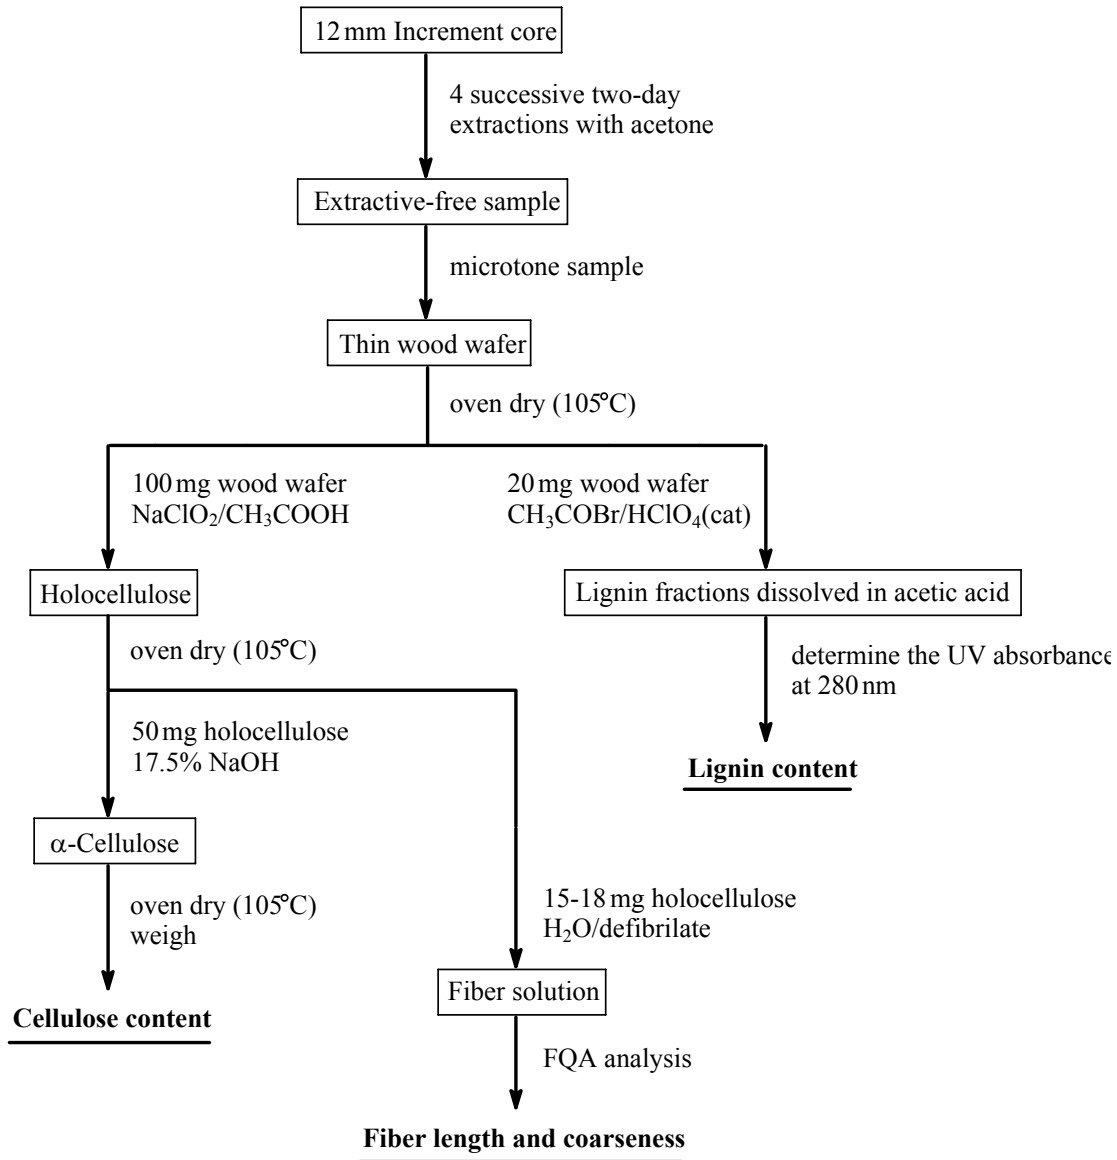 12 mm Increment core
4 successive two-day
extractions with acetone
Extractive-free sample
microtone sample
Thin wood wafer
oven dry (105°C)
100 mg wood wafer
NaClO₂/CH₃COOH
20 mg wood wafer
CH₃COBr/HClO₄(cat)
Holocellulose
Lignin fractions dissolved in acetic acid
oven dry (105°C)
determine the UV absorbance
at 280 nm
50 mg holocellulose
17.5% NaOH
Lignin content
α-Cellulose
oven dry (105°C)
weigh
15-18 mg holocellulose
H₂O/defibrilate
Fiber solution
Cellulose content
FQA analysis
Fiber length and coarseness